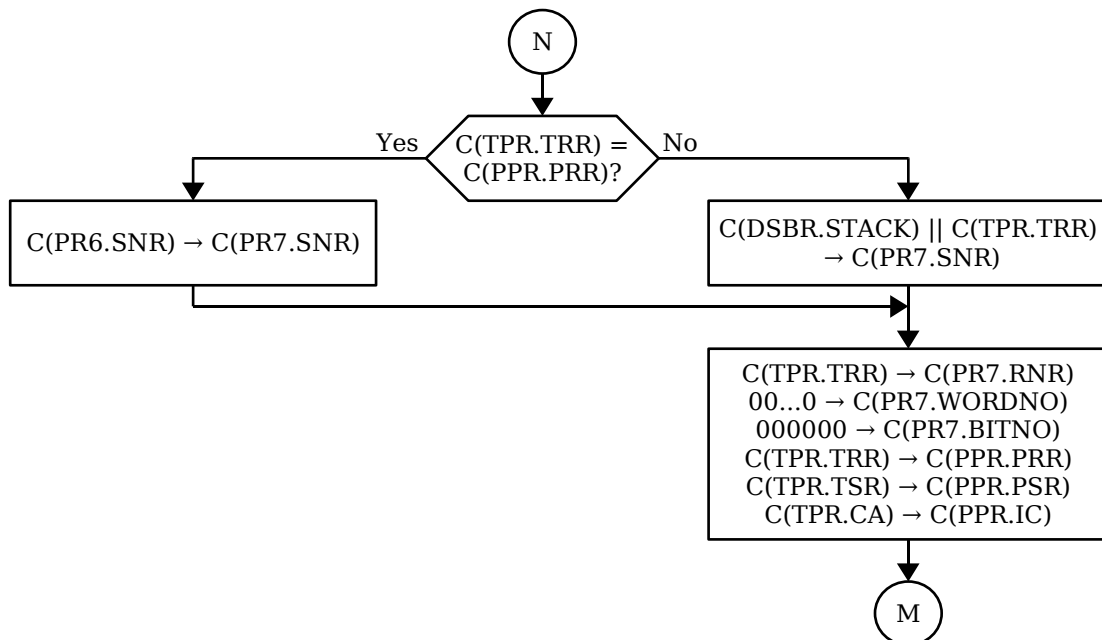 N
C(TPR.TRR) =
C(PPR.PRR)?
Yes
No
C(PR6.SNR) → C(PR7.SNR)
C(DSBR.STACK) || C(TPR.TRR)
→ C(PR7.SNR)
C(TPR.TRR) → C(PR7.RNR)
00...0 → C(PR7.WORDNO)
000000 → C(PR7.BITNO)
C(TPR.TRR) → C(PPR.PRR)
C(TPR.TSR) → C(PPR.PSR)
C(TPR.CA) → C(PPR.IC)
M